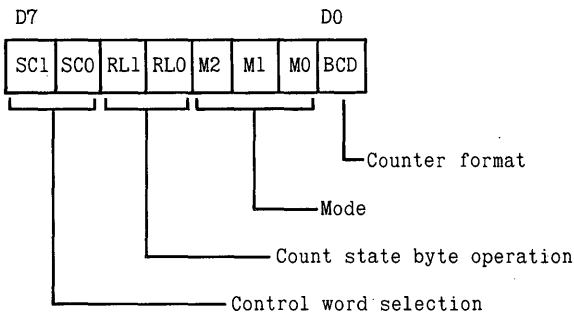 D7 D0
SC1 SC0 RL1 RL0 M2 M1 M0 BCD
Counter format
Mode
Count state byte operation
Control word selection